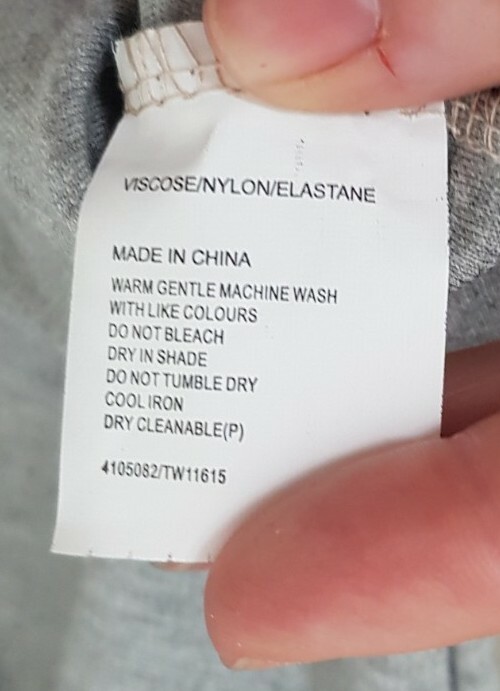 VISCOSE/NYLON/ELASTANE
MADE IN CHINA
WARM GENTLE MACHINE WASH
WITH LIKE COLOURS
DO NOT BLEACH
DRY IN SHADE
DO NOT TUMBLE DRY
COOL IRON
DRY CLEANABLE(P)
4105082/TW11615